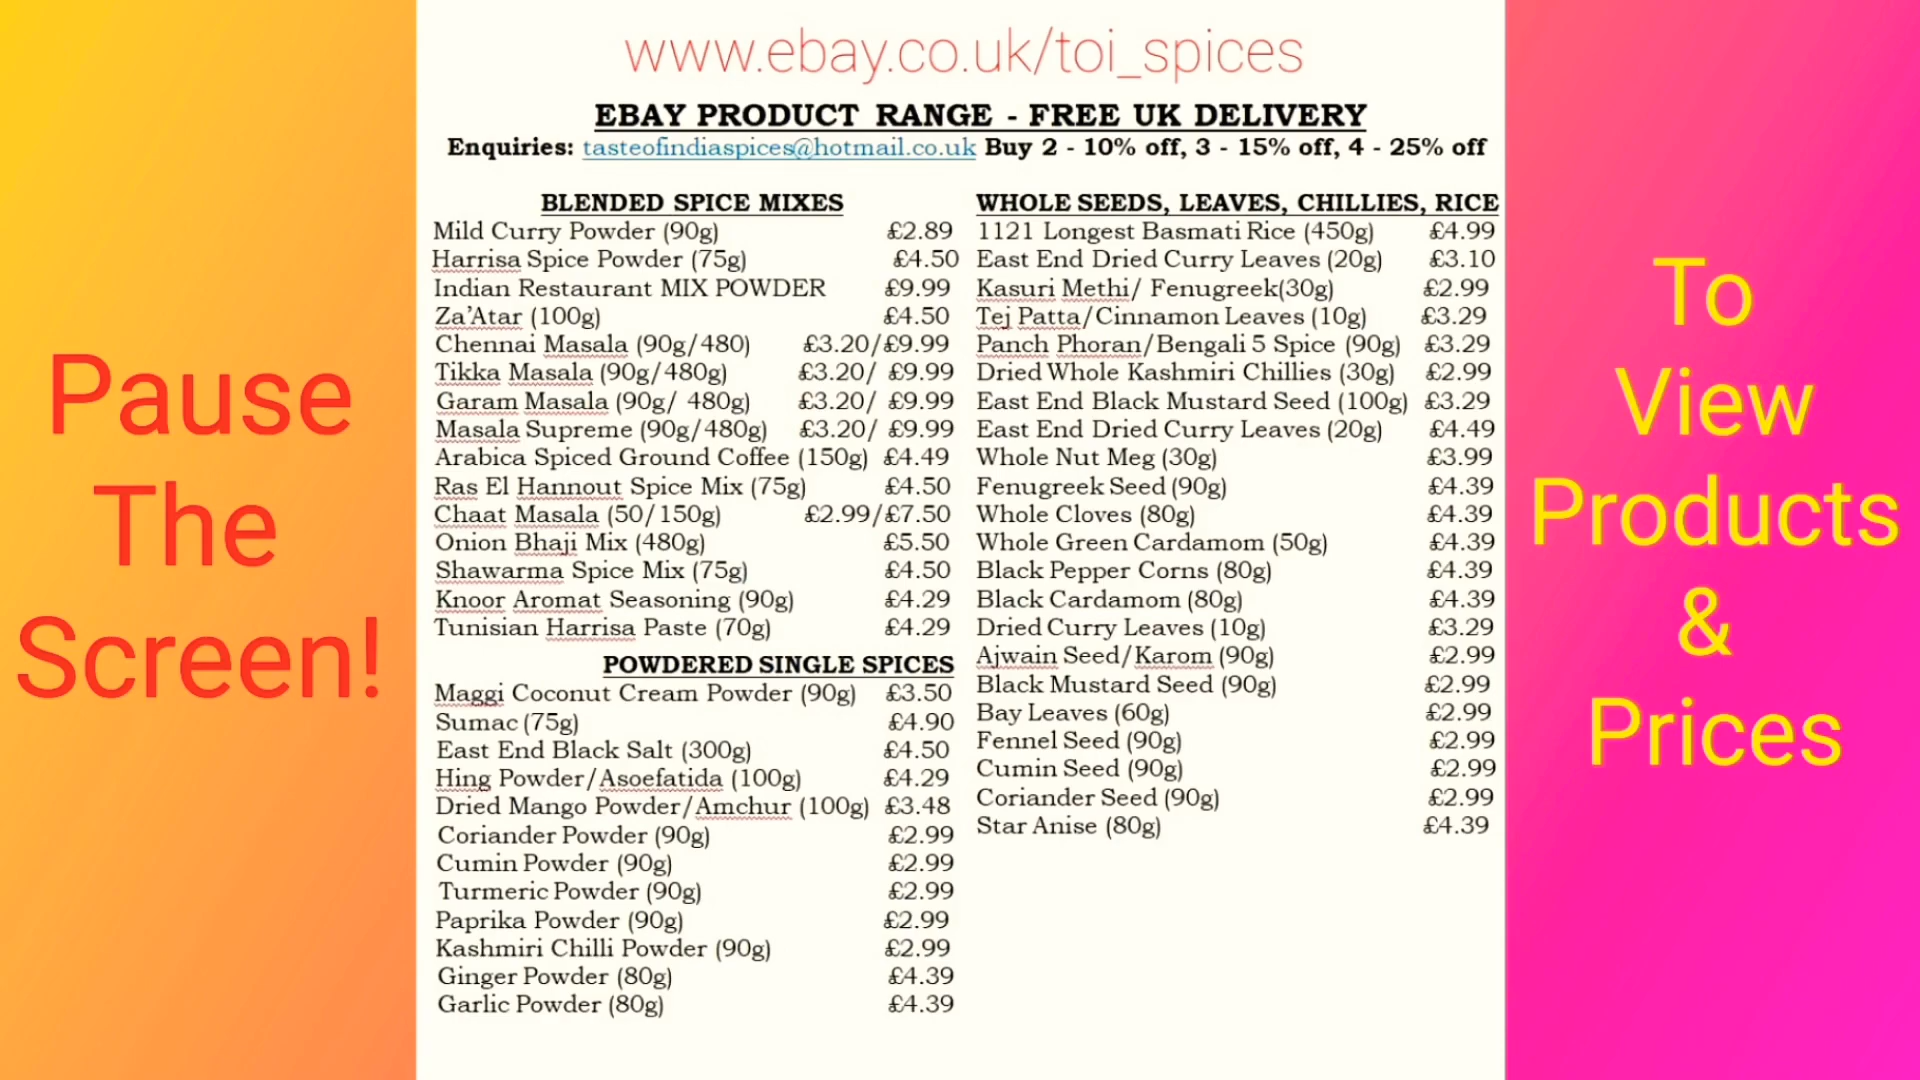 Pause
The
Screen!
www.ebay.co.uk/toi_spices
EBAY PRODUCT RANGE - FREE UK DELIVERY
Enquiries: tasteofindiaspices@hotmail.co.uk Buy 2 - 10% off, 3 - 15% off, 4 - 25% off
BLENDED SPICE MIXES
Mild Curry Powder (90g) £2.89
Harrisa Spice Powder (75g) £4.50
Indian Restaurant MIX POWDER £9.99
Za’Atar (100g) £4.50
Chennai Masala (90g/480) £3.20/£9.99
Tikka Masala (90g/480g) £3.20/ £9.99
Garam Masala (90g/ 480g) £3.20/ £9.99
Masala Supreme (90g/480g) £3.20/ £9.99
Arabica Spiced Ground Coffee (150g) £4.49
Ras El Hannout Spice Mix (75g) £4.50
Chaat Masala (50/150g) £2.99/£7.50
Onion Bhaji Mix (480g) £5.50
Shawarma Spice Mix (75g) £4.50
Knoor Aromat Seasoning (90g) £4.29
Tunisian Harrisa Paste (70g) £4.29
POWDERED SINGLE SPICES
Maggi Coconut Cream Powder (90g) £3.50
Sumac (75g) £4.90
East End Black Salt (300g) £4.50
Hing Powder/Asoefatida (100g) £4.29
Dried Mango Powder/Amchur (100g) £3.48
Coriander Powder (90g) £2.99
Cumin Powder (90g) £2.99
Turmeric Powder (90g) £2.99
Paprika Powder (90g) £2.99
Kashmiri Chilli Powder (90g) £2.99
Ginger Powder (80g) £4.39
Garlic Powder (80g) £4.39
WHOLE SEEDS, LEAVES, CHILLIES, RICE
1121 Longest Basmati Rice (450g) £4.99
East End Dried Curry Leaves (20g) £3.10
Kasuri Methi/ Fenugreek(30g) £2.99
Tej Patta/Cinnamon Leaves (10g) £3.29
Panch Phoran/Bengali 5 Spice (90g) £3.29
Dried Whole Kashmiri Chillies (30g) £2.99
East End Black Mustard Seed (100g) £3.29
East End Dried Curry Leaves (20g) £4.49
Whole Nut Meg (30g) £3.99
Fenugreek Seed (90g) £4.39
Whole Cloves (80g) £4.39
Whole Green Cardamom (50g) £4.39
Black Pepper Corns (80g) £4.39
Black Cardamom (80g) £4.39
Dried Curry Leaves (10g) £3.29
Ajwain Seed/Karom (90g) £2.99
Black Mustard Seed (90g) £2.99
Bay Leaves (60g) £2.99
Fennel Seed (90g) £2.99
Cumin Seed (90g) £2.99
Coriander Seed (90g) £2.99
Star Anise (80g) £4.39
To
View
Products
&
Prices